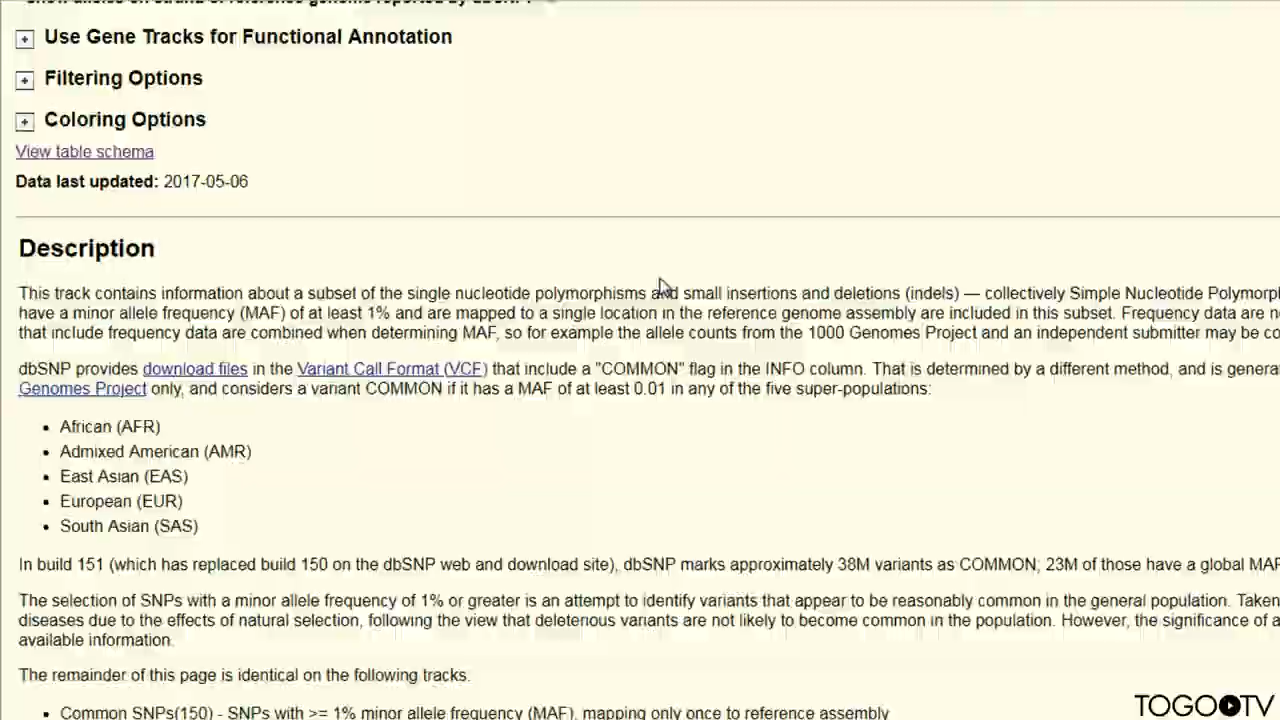 Show alleles on strand of reference genome reported by dbSNP:
Use Gene Tracks for Functional Annotation
Filtering Options
Coloring Options
View table schema
Data last updated: 2017-05-06
Description
This track contains information about a subset of the single nucleotide polymorphisms and small insertions and deletions (indels) — collectively Simple Nucleotide Polymorp
have a minor allele frequency (MAF) of at least 1% and are mapped to a single location in the reference genome assembly are included in this subset. Frequency data are n
that include frequency data are combined when determining MAF, so for example the allele counts from the 1000 Genomes Project and an independent submitter may be co
dbSNP provides download files in the Variant Call Format (VCF) that include a "COMMON" flag in the INFO column. That is determined by a different method, and is genera
Genomes Project only, and considers a variant COMMON if it has a MAF of at least 0.01 in any of the five super-populations:
• African (AFR)
• Admixed American (AMR)
• East Asian (EAS)
• European (EUR)
• South Asian (SAS)
In build 151 (which has replaced build 150 on the dbSNP web and download site), dbSNP marks approximately 38M variants as COMMON; 23M of those have a global MAF
The selection of SNPs with a minor allele frequency of 1% or greater is an attempt to identify variants that appear to be reasonably common in the general population. Taken
diseases due to the effects of natural selection, following the view that deleterious variants are not likely to become common in the population. However, the significance of a
available information.
The remainder of this page is identical on the following tracks.
• Common SNPs(150) - SNPs with >= 1% minor allele frequency (MAF), mapping only once to reference assembly
TOGOTV